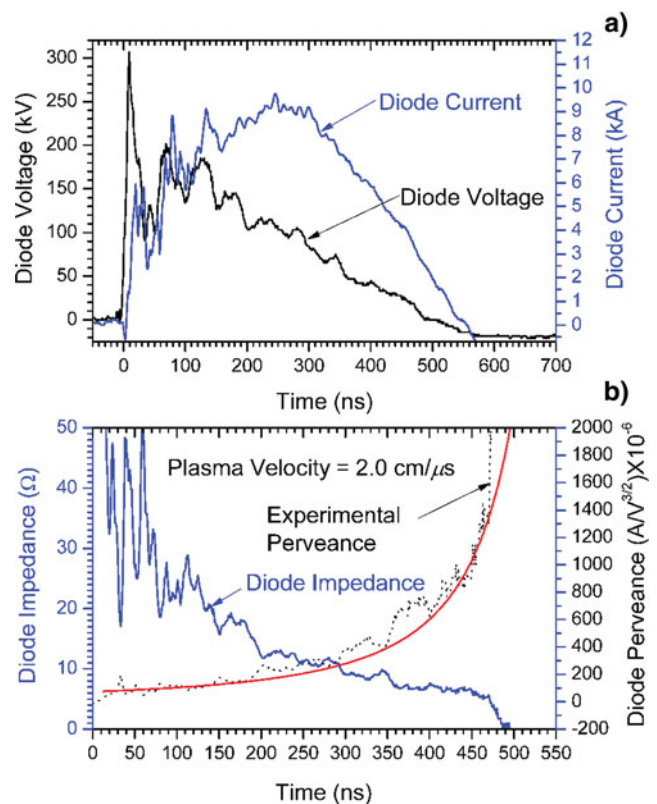 a)
300
250
200
150
100
50
0
Diode Voltage (kV)
12
11
10
9
8
7
6
5
4
3
2
1
0
Diode Current (kA)
Diode Current
Diode Voltage
0 100 200 300 400 500 600 700
Time (ns)
b)
50
40
30
20
10
0
Diode Impedance (Ω)
2000
1800
1600
1400
1200
1000
800
600
400
200
0
-200
Diode Perveance (A/V^{3/2})X10^{-6}
Plasma Velocity = 2.0 cm/μs
Experimental
Perveance
Diode Impedance
0 50 100 150 200 250 300 350 400 450 500 550
Time (ns)